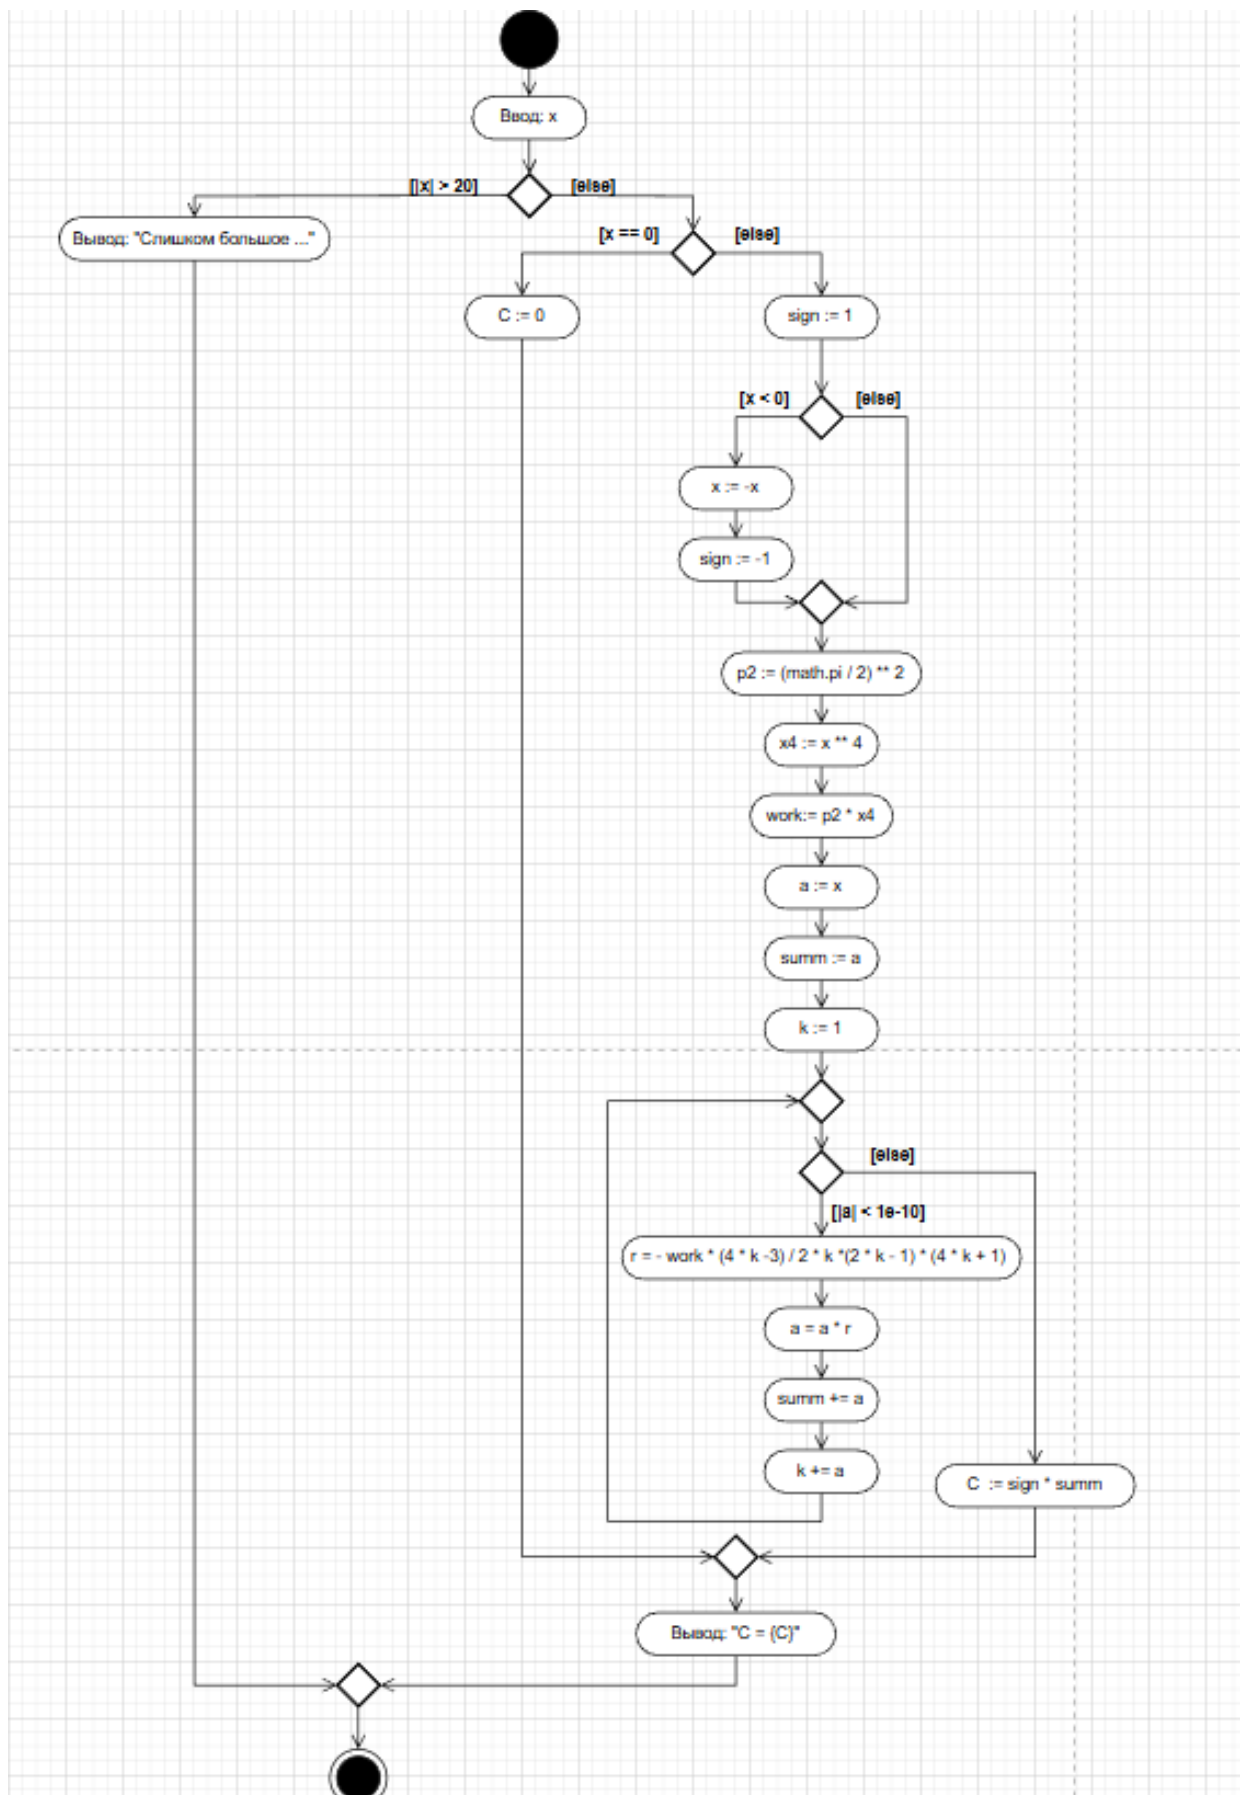 Ввод: x
[|x| > 20]
[else]
Вывод: "Слишком большое ..."
[x == 0]
[else]
C := 0
sign := 1
[x < 0]
[else]
x := -x
sign := -1
p2 := (math.pi / 2) ** 2
x4 := x ** 4
work:= p2 * x4
a := x
summ := a
k := 1
[else]
[|a| < 1e-10]
r = - work * (4 * k -3) / 2 * k *(2 * k - 1) * (4 * k + 1)
a = a * r
summ += a
k += a
C := sign * summ
Вывод: "C = {C}"